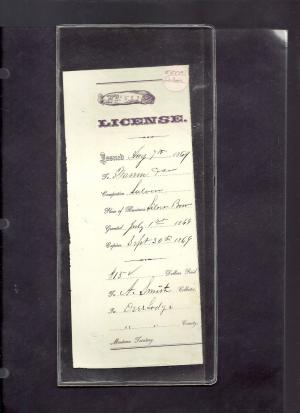 LICENSE.
Issued Aug 7th 1869
To Warren
Occupation Saloon
Place of Business Silver Bow
Granted July 1st 1869
Expires Sept 30th 1869
$15 Dollars Paid
To A. Smith Collector,
For Deer Lodge
" " County,
Montana Territory.